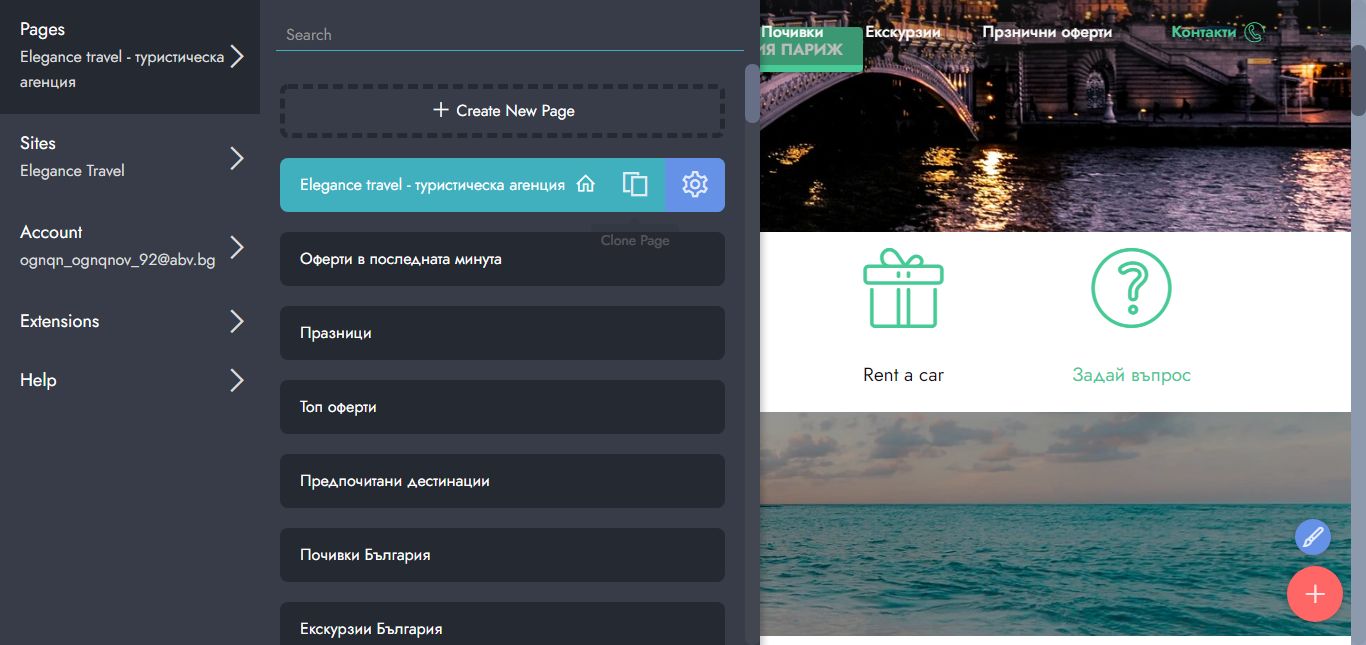 Pages
Elegance travel - туристическа
агенция
Sites
Elegance Travel
Account
ognqn_ognqnov_92@abv.bg
Extensions
Help
Search
Create New Page
Elegance travel - туристическа агенция
Clone Page
Оферти в последната минута
Празници
Топ оферти
Предпочитани дестинации
Почивки България
Екскурзии България
Почивки Екскурзии Прзнични оферти Контакти
ИЯ ПАРИЖ
Rent a car
Задай въпрос